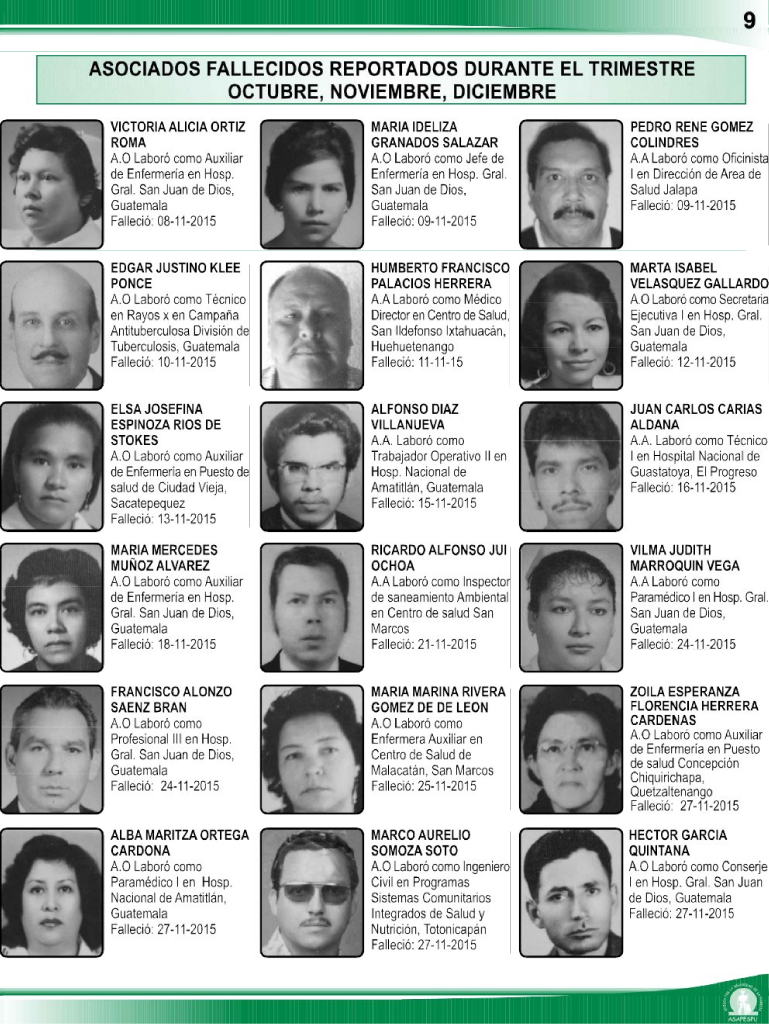 9
ASOCIADOS FALLECIDOS REPORTADOS DURANTE EL TRIMESTRE
OCTUBRE, NOVIEMBRE, DICIEMBRE
VICTORIA ALICIA ORTIZ
ROMA
A.O Laboró como Auxiliar
de Enfermería en Hosp.
Gral. San Juan de Dios,
Guatemala
Falleció: 08-11-2015
MARIA IDELIZA
GRANADOS SALAZAR
A.O Laboró como Jefe de
Enfermería en Hosp. Gral.
San Juan de Dios,
Guatemala
Falleció: 09-11-2015
PEDRO RENE GOMEZ
COLINDRES
A.A Laboró como Oficinista
I en Dirección de Area de
Salud Jalapa
Falleció: 09-11-2015
EDGAR JUSTINO KLEE
PONCE
A.O Laboró como Técnico
en Rayos x en Campaña
Antituberculosa División de
Tuberculosis, Guatemala
Falleció: 10-11-2015
HUMBERTO FRANCISCO
PALACIOS HERRERA
A.A Laboró como Médico
Director en Centro de Salud,
San Ildefonso Ixtahuacán,
Huehuetenango
Falleció: 11-11-15
MARTA ISABEL
VELASQUEZ GALLARDO
A.O Laboró como Secretaria
Ejecutiva I en Hosp. Gral.
San Juan de Dios,
Guatemala
Falleció: 12-11-2015
ELSA JOSEFINA
ESPINOZA RIOS DE
STOKES
A.O Laboró como Auxiliar
de Enfermería en Puesto de
salud de Ciudad Vieja,
Sacatepequez
Falleció: 13-11-2015
ALFONSO DIAZ
VILLANUEVA
A.A. Laboró como
Trabajador Operativo II en
Hosp. Nacional de
Amatitlán, Guatemala
Falleció: 15-11-2015
JUAN CARLOS CARIAS
ALDANA
A.A. Laboró como Técnico
I en Hospital Nacional de
Guastatoya, El Progreso
Falleció: 16-11-2015
MARIA MERCEDES
MUÑOZ ALVAREZ
A.O Laboró como Auxiliar
de Enfermería en Hosp.
Gral. San Juan de Dios,
Guatemala
Falleció: 18-11-2015
RICARDO ALFONSO JUI
OCHOA
A.A Laboró como Inspector
de saneamiento Ambiental
en Centro de salud San
Marcos
Falleció: 21-11-2015
VILMA JUDITH
MARROQUIN VEGA
A.A Laboró como
Paramédico I en Hosp. Gral.
San Juan de Dios,
Guatemala
Falleció: 24-11-2015
FRANCISCO ALONZO
SAENZ BRAN
A.O Laboró como
Profesional III en Hosp.
Gral. San Juan de Dios,
Guatemala
Falleció: 24-11-2015
MARIA MARINA RIVERA
GOMEZ DE DE LEON
A.O Laboró como
Enfermera Auxiliar en
Centro de Salud de
Malacatán, San Marcos
Falleció: 25-11-2015
ZOILA ESPERANZA
FLORENCIA HERRERA
CARDENAS
A.O Laboró como Auxiliar
de Enfermería en Puesto
de salud Concepción
Chiquirichapa,
Quetzaltenango
Falleció: 27-11-2015
ALBA MARITZA ORTEGA
CARDONA
A.O Laboró como
Paramédico I en Hosp.
Nacional de Amatitlán,
Guatemala
Falleció: 27-11-2015
MARCO AURELIO
SOMOZA SOTO
A.O Laboró como Ingeniero
Civil en Programas
Sistemas Comunitarios
Integrados de Salud y
Nutrición, Totonicapán
Falleció: 27-11-2015
HECTOR GARCIA
QUINTANA
A.O Laboró como Conserje
I en Hosp. Gral. San Juan
de Dios, Guatemala
Falleció: 27-11-2015